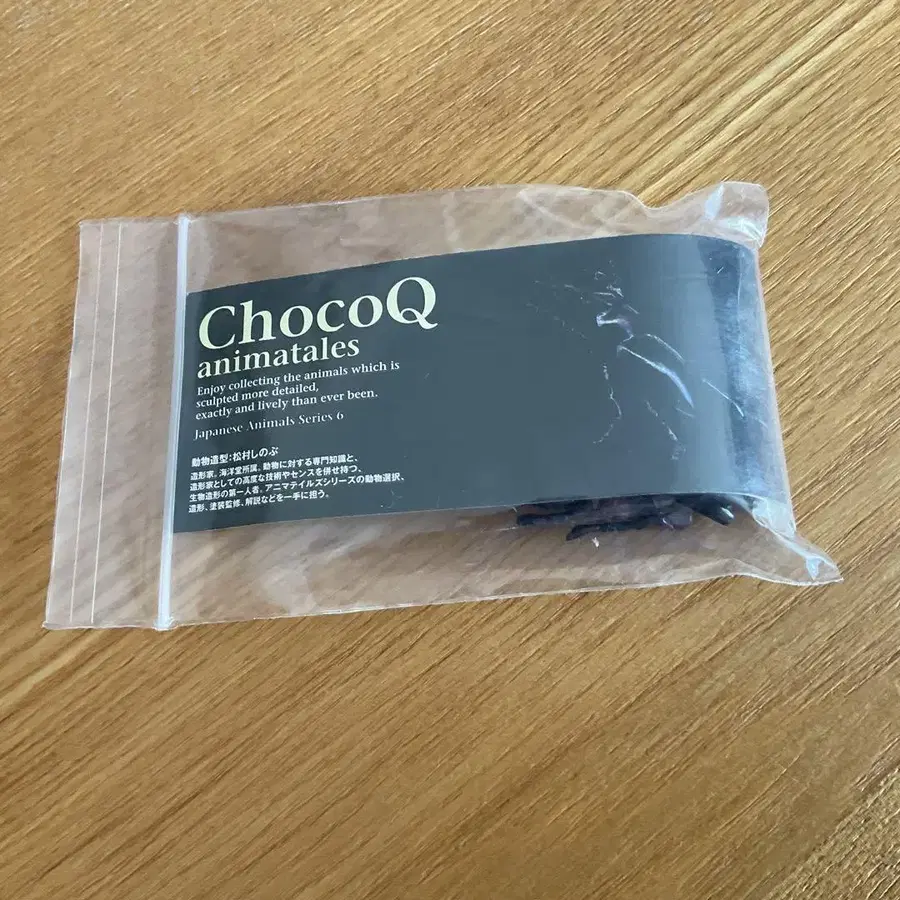 ChocoQ
animatales
Enjoy collecting the animals which is
sculpted more detailed,
exactly and lively than ever been.
Japanese Animals Series 6
動物造型:松村しのぶ
造形家。海洋堂所属。動物に対する専門知識と、
造形家としての高度な技術やセンスを併せ持つ、
生物造形の第一人者。アニマテイルズシリーズの動物選択、
造形、塗装監修、解説などを一手に担う。